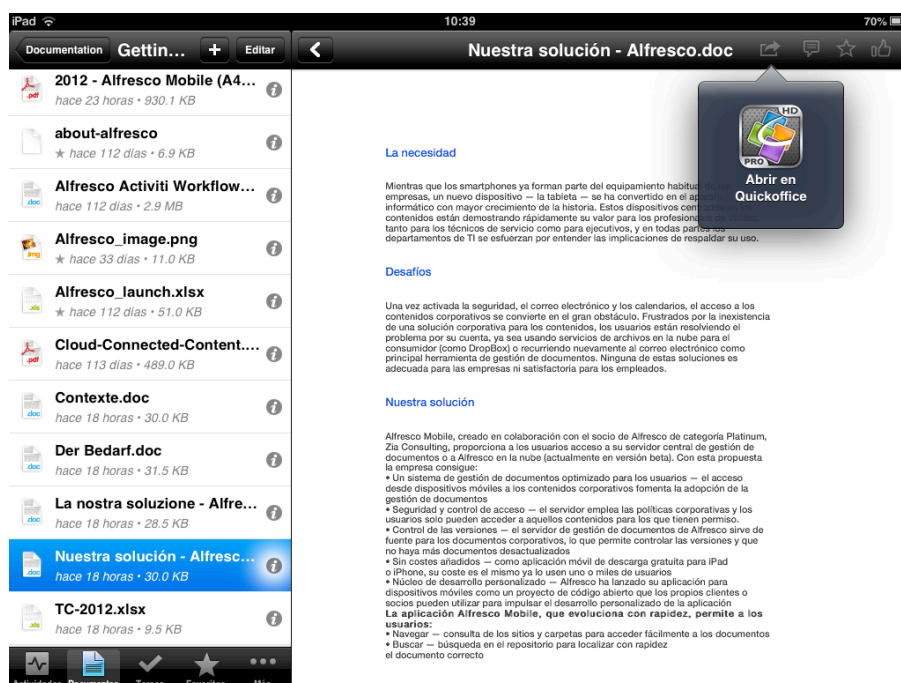 iPad 10:39 70%
Documentation Gettin... + Editar
Nuestra solución - Alfresco.doc
2012 - Alfresco Mobile (A4...
hace 23 horas • 930.1 KB
.pdf
about-alfresco
★ hace 112 días • 6.9 KB
Alfresco Activiti Workflow...
hace 112 días • 2.9 MB
.doc
Alfresco_image.png
★ hace 33 días • 11.0 KB
.img
Alfresco_launch.xlsx
★ hace 112 días • 51.0 KB
.xls
Cloud-Connected-Content....
hace 113 días • 489.0 KB
.pdf
Contexte.doc
hace 18 horas • 30.0 KB
.doc
Der Bedarf.doc
hace 18 horas • 31.5 KB
.doc
La nostra soluzione - Alfre...
hace 18 horas • 28.5 KB
.doc
Nuestra solución - Alfresc...
hace 18 horas • 30.0 KB
.doc
TC-2012.xlsx
hace 18 horas • 9.5 KB
.xls
Actividades Documentos Tareas Favoritos Más
HD
PRO
Abrir en
Quickoffice
La necesidad
Mientras que los smartphones ya forman parte del equipamiento habitual
empresas, un nuevo dispositivo — la tableta — se ha convertido en el
informático con mayor crecimiento de la historia. Estos dispositivos
contenidos están demostrando rápidamente su valor para los profesionales
tanto para los técnicos de servicio como para ejecutivos, y en todas partes los
departamentos de TI se esfuerzan por entender las implicaciones de respaldar su uso.
Desafíos
Una vez activada la seguridad, el correo electrónico y los calendarios, el acceso a los
contenidos corporativos se convierte en el gran obstáculo. Frustrados por la inexistencia
de una solución corporativa para los contenidos, los usuarios están resolviendo el
problema por su cuenta, ya sea usando servicios de archivos en la nube para el
consumidor (como DropBox) o recurriendo nuevamente al correo electrónico como
principal herramienta de gestión de documentos. Ninguna de estas soluciones es
adecuada para las empresas ni satisfactoria para los empleados.
Nuestra solución
Alfresco Mobile, creado en colaboración con el socio de Alfresco de categoría Platinum,
Zia Consulting, proporciona a los usuarios acceso a su servidor central de gestión de
documentos o a Alfresco en la nube (actualmente en versión beta). Con esta propuesta
la empresa consigue:
• Un sistema de gestión de documentos optimizado para los usuarios — el acceso
desde dispositivos móviles a los contenidos corporativos fomenta la adopción de la
gestión de documentos
• Seguridad y control de acceso — el servidor emplea las políticas corporativas y los
usuarios solo pueden acceder a aquellos contenidos para los que tienen permiso.
• Control de las versiones — el servidor de gestión de documentos de Alfresco sirve de
fuente para los documentos corporativos, lo que permite controlar las versiones y que
no haya más documentos desactualizados
• Sin costes añadidos — como aplicación móvil de descarga gratuita para iPad
o iPhone, su coste es el mismo ya lo usen uno o miles de usuarios
• Núcleo de desarrollo personalizado — Alfresco ha lanzado su aplicación para
dispositivos móviles como un proyecto de código abierto que los propios clientes o
socios pueden utilizar para impulsar el desarrollo personalizado de la aplicación
La aplicación Alfresco Mobile, que evoluciona con rapidez, permite a los
usuarios:
• Navegar — consulta de los sitios y carpetas para acceder fácilmente a los documentos
• Buscar — búsqueda en el repositorio para localizar con rapidez
el documento correcto